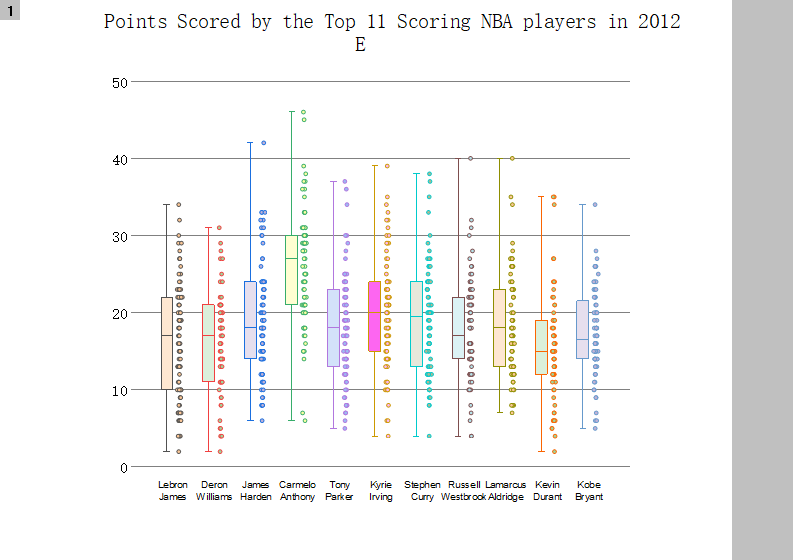 1
Points Scored by the Top 11 Scoring NBA players in 2012
E
50
40
30
20
10
0
Lebron James
Deron Williams
James Harden
Carmelo Anthony
Tony Parker
Kyrie Irving
Stephen Curry
Russell Westbrook
Lamarcus Aldridge
Kevin Durant
Kobe Bryant